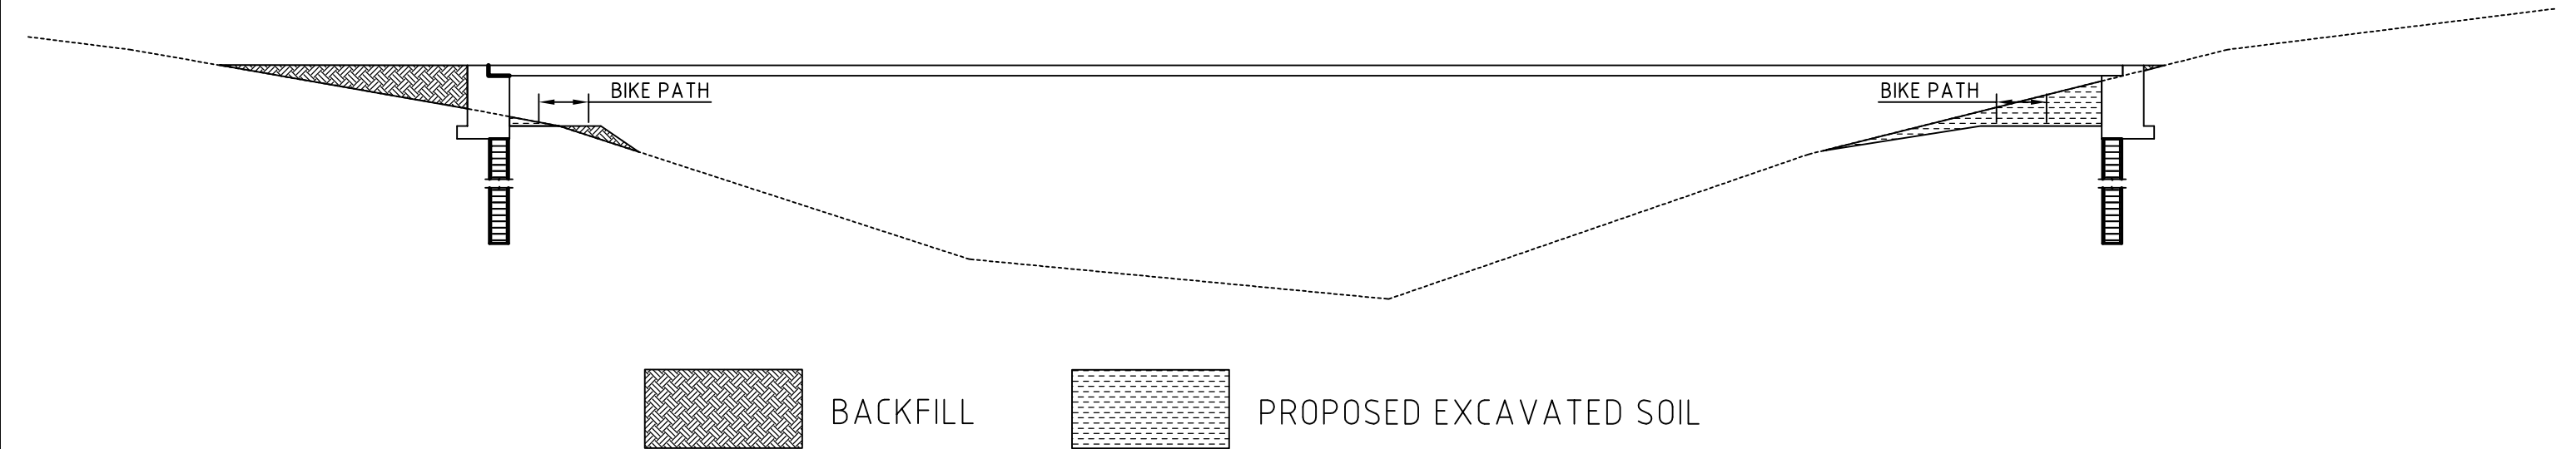 BIKE PATH
BIKE PATH
BACKFILL
PROPOSED EXCAVATED SOIL